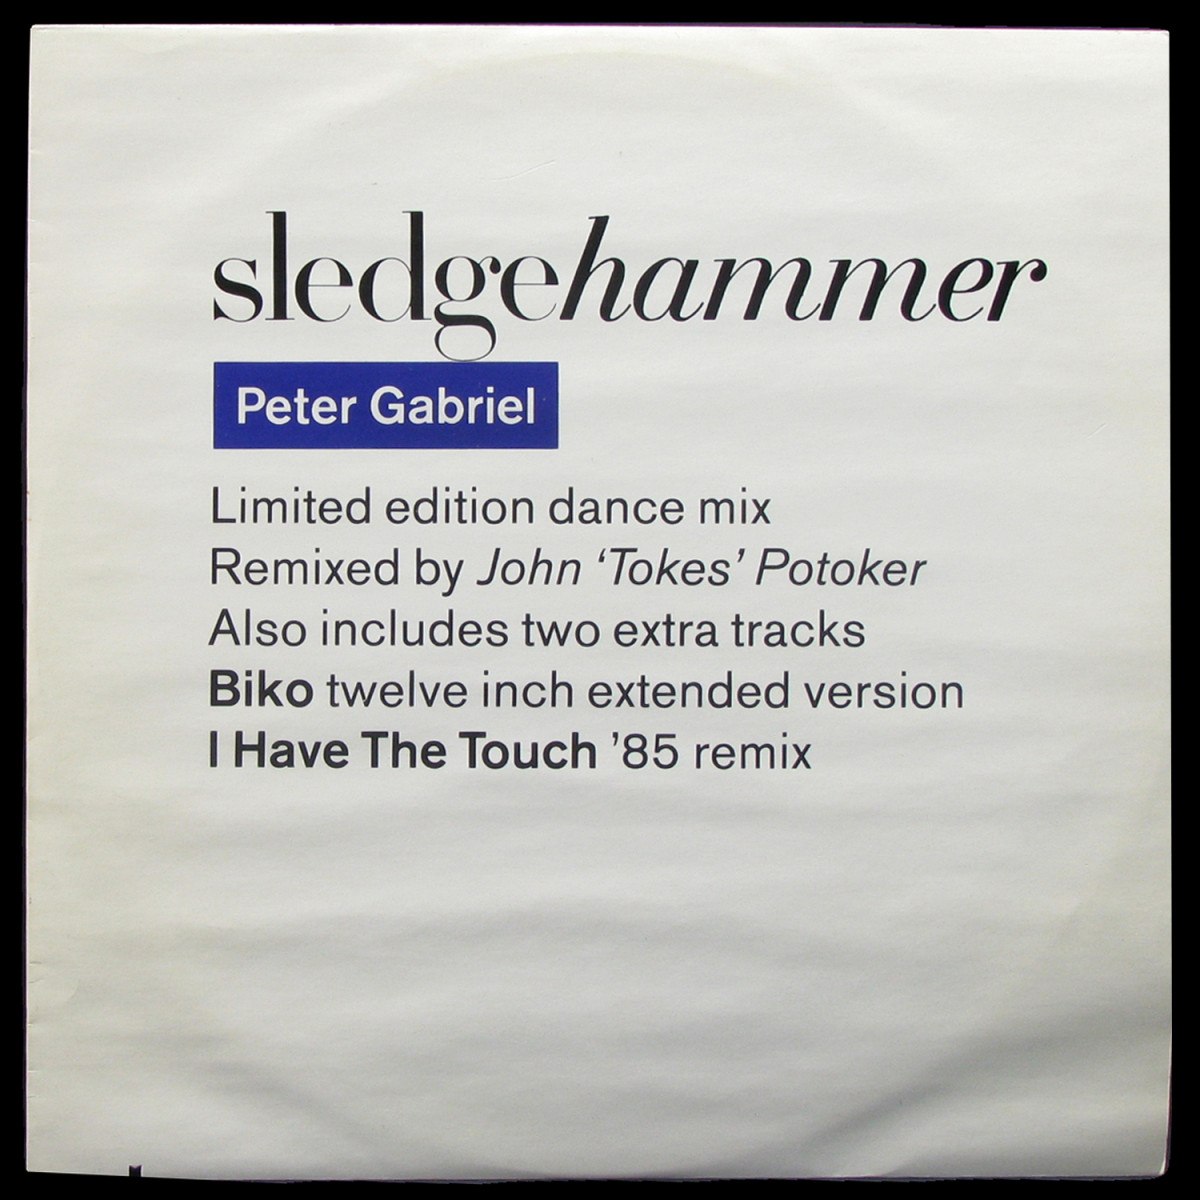 sledgehammer
Peter Gabriel
Limited edition dance mix
Remixed by John ‘Tokes’ Potoker
Also includes two extra tracks
Biko twelve inch extended version
I Have The Touch ’85 remix